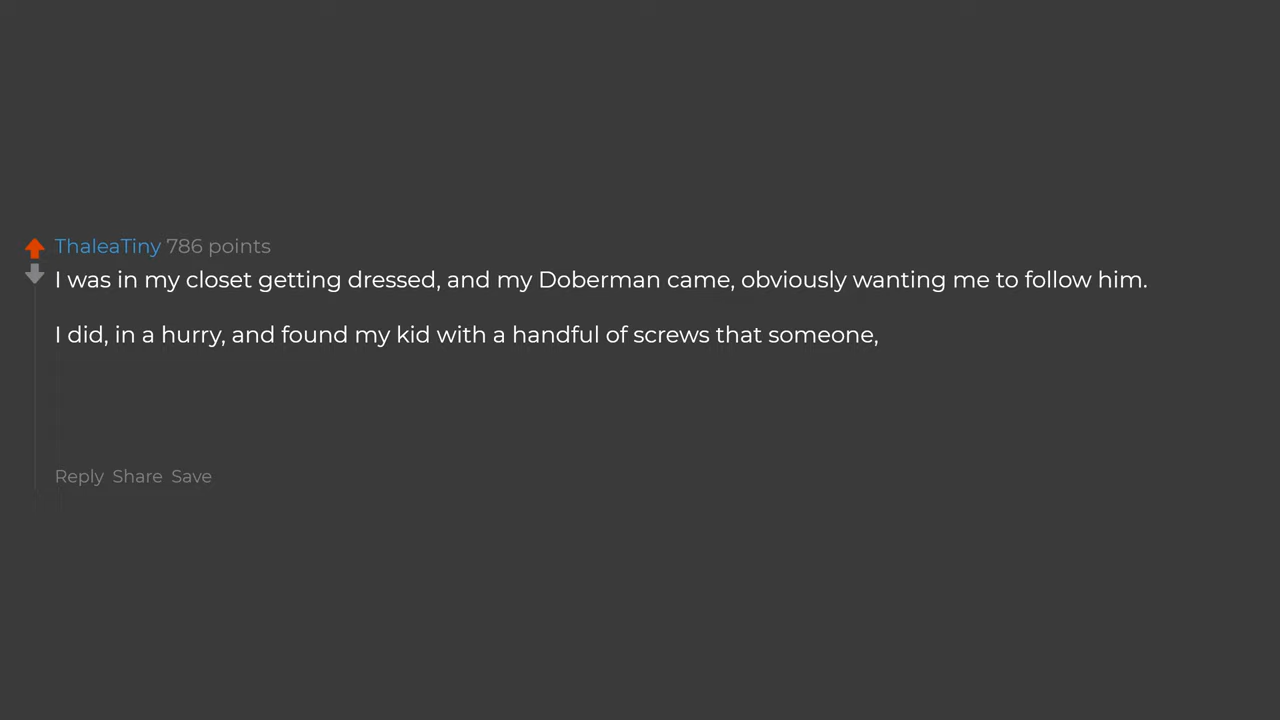 ThaleaTiny 786 points
I was in my closet getting dressed, and my Doberman came, obviously wanting me to follow him.
I did, in a hurry, and found my kid with a handful of screws that someone,
Reply Share Save